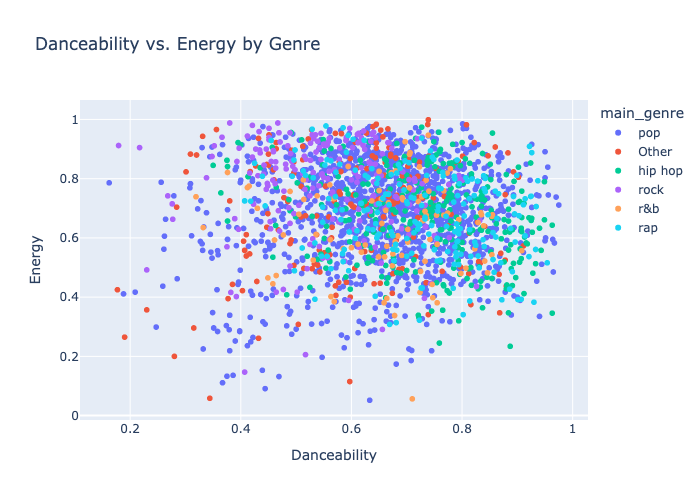 Danceability vs. Energy by Genre
main_genre
pop
Other
hip hop
rock
r&b
rap
1
0.8
0.6
0.4
0.2
0
Energy
0.2
0.4
0.6
0.8
1
Danceability